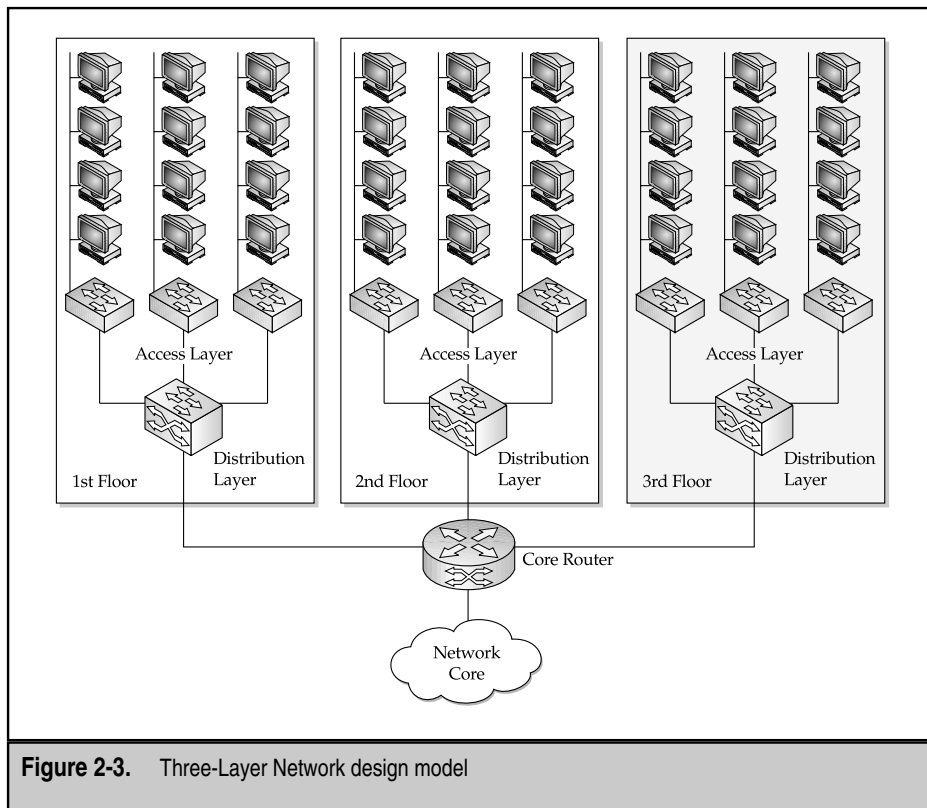 Access Layer
Distribution
Layer
1st Floor
Access Layer
Distribution
Layer
2nd Floor
Access Layer
Distribution
Layer
3rd Floor
Core Router
Network
Core
Figure 2-3. Three-Layer Network design model